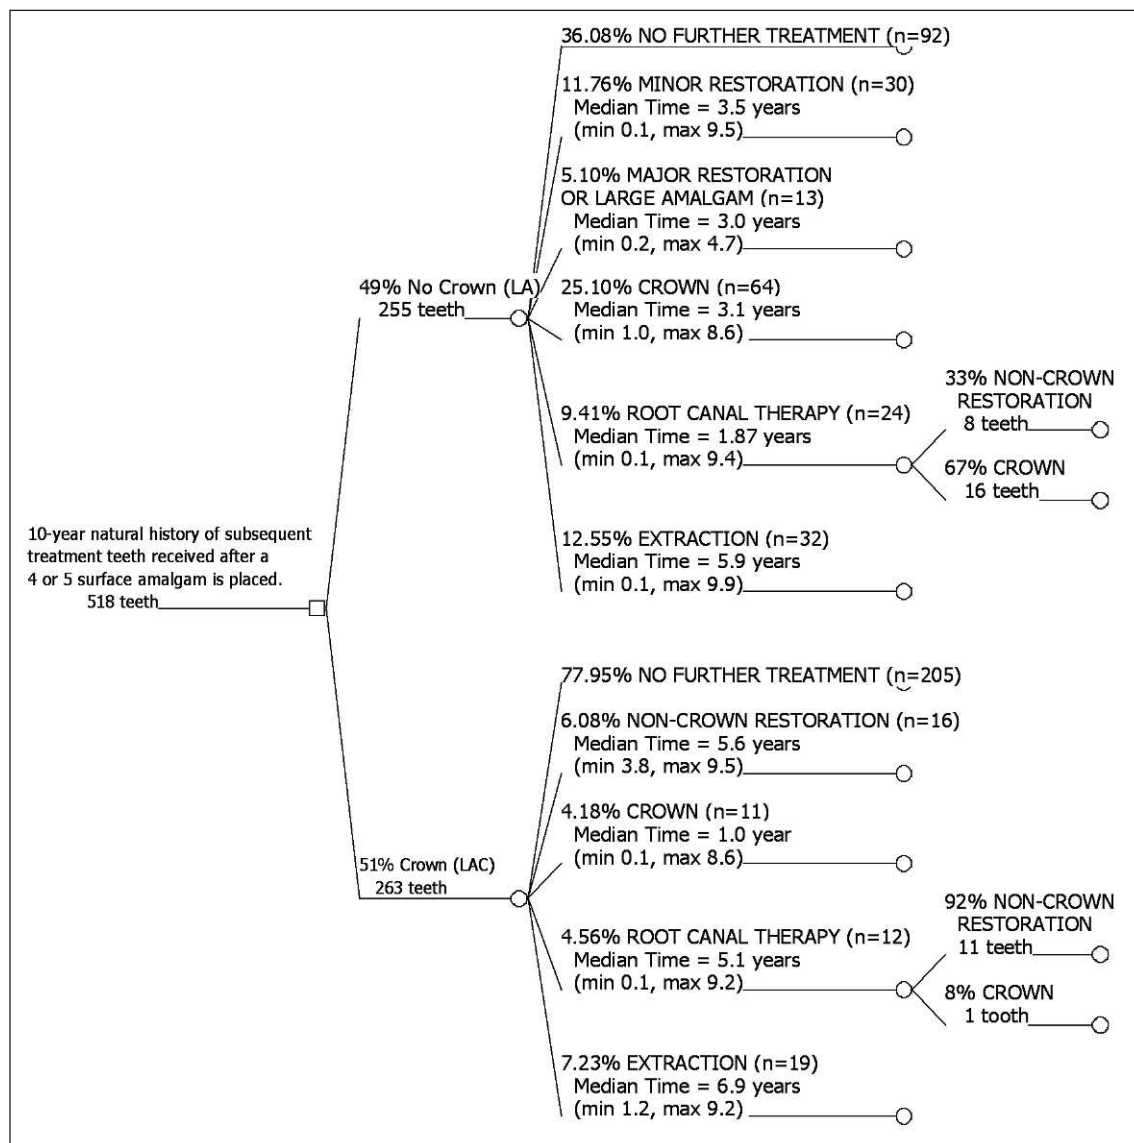 36.08% NO FURTHER TREATMENT (n=92)
11.76% MINOR RESTORATION (n=30)
Median Time = 3.5 years
(min 0.1, max 9.5)
5.10% MAJOR RESTORATION
OR LARGE AMALGAM (n=13)
Median Time = 3.0 years
(min 0.2, max 4.7)
49% No Crown (LA)
255 teeth
25.10% CROWN (n=64)
Median Time = 3.1 years
(min 1.0, max 8.6)
9.41% ROOT CANAL THERAPY (n=24)
Median Time = 1.87 years
(min 0.1, max 9.4)
33% NON-CROWN
RESTORATION
8 teeth
67% CROWN
16 teeth
12.55% EXTRACTION (n=32)
Median Time = 5.9 years
(min 0.1, max 9.9)
10-year natural history of subsequent
treatment teeth received after a
4 or 5 surface amalgam is placed.
518 teeth
77.95% NO FURTHER TREATMENT (n=205)
6.08% NON-CROWN RESTORATION (n=16)
Median Time = 5.6 years
(min 3.8, max 9.5)
4.18% CROWN (n=11)
Median Time = 1.0 year
(min 0.1, max 8.6)
51% Crown (LAC)
263 teeth
4.56% ROOT CANAL THERAPY (n=12)
Median Time = 5.1 years
(min 0.1, max 9.2)
92% NON-CROWN
RESTORATION
11 teeth
8% CROWN
1 tooth
7.23% EXTRACTION (n=19)
Median Time = 6.9 years
(min 1.2, max 9.2)